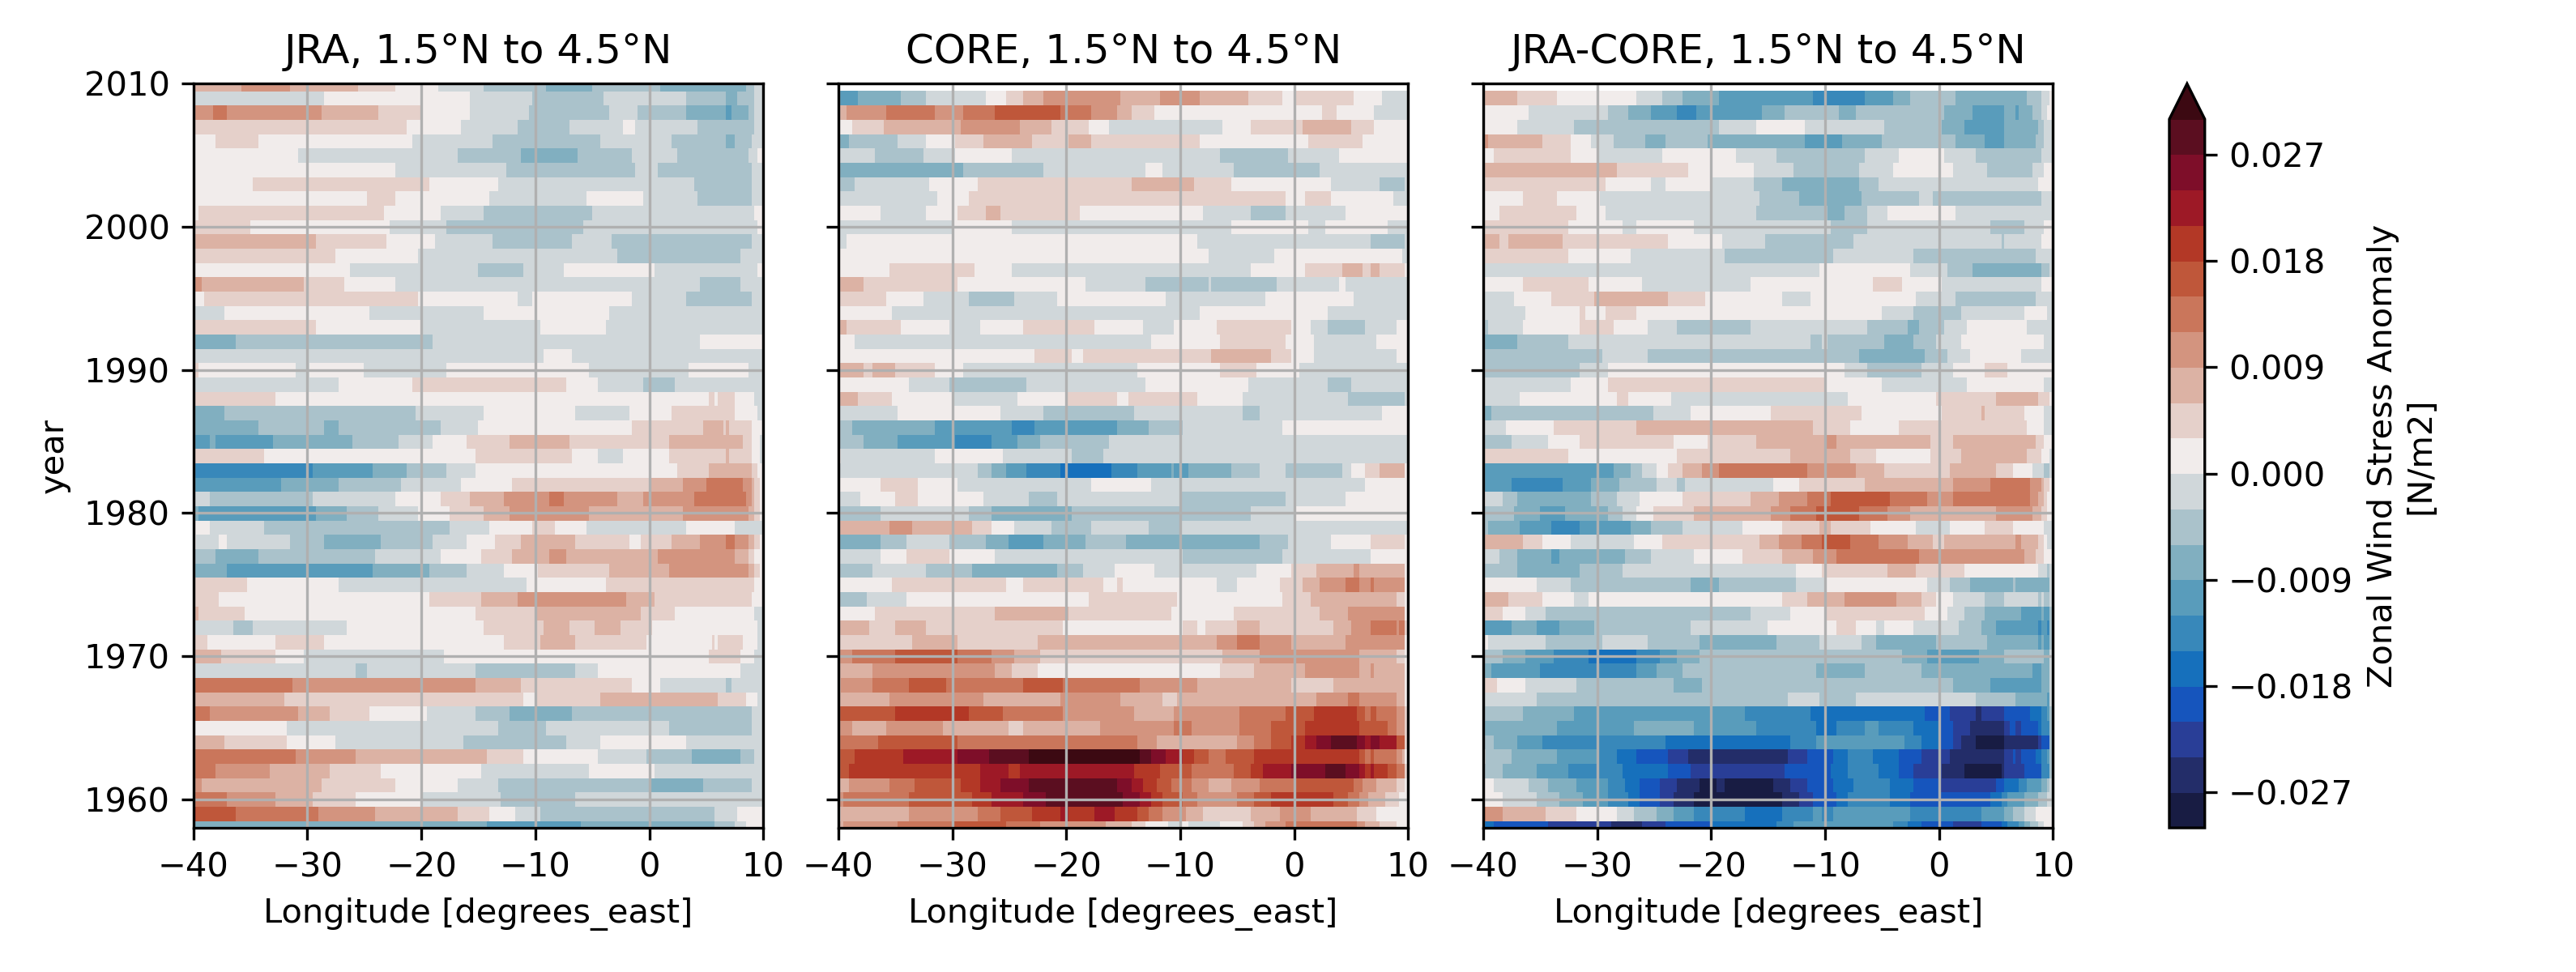 JRA, 1.5°N to 4.5°N
CORE, 1.5°N to 4.5°N
JRA-CORE, 1.5°N to 4.5°N
2010
2000
1990
1980
1970
1960
year
−40 −30 −20 −10 0 10
−40 −30 −20 −10 0 10
−40 −30 −20 −10 0 10
Longitude [degrees_east]
Longitude [degrees_east]
Longitude [degrees_east]
0.027
0.018
0.009
0.000
−0.009
−0.018
−0.027
Zonal Wind Stress Anomaly
[N/m2]